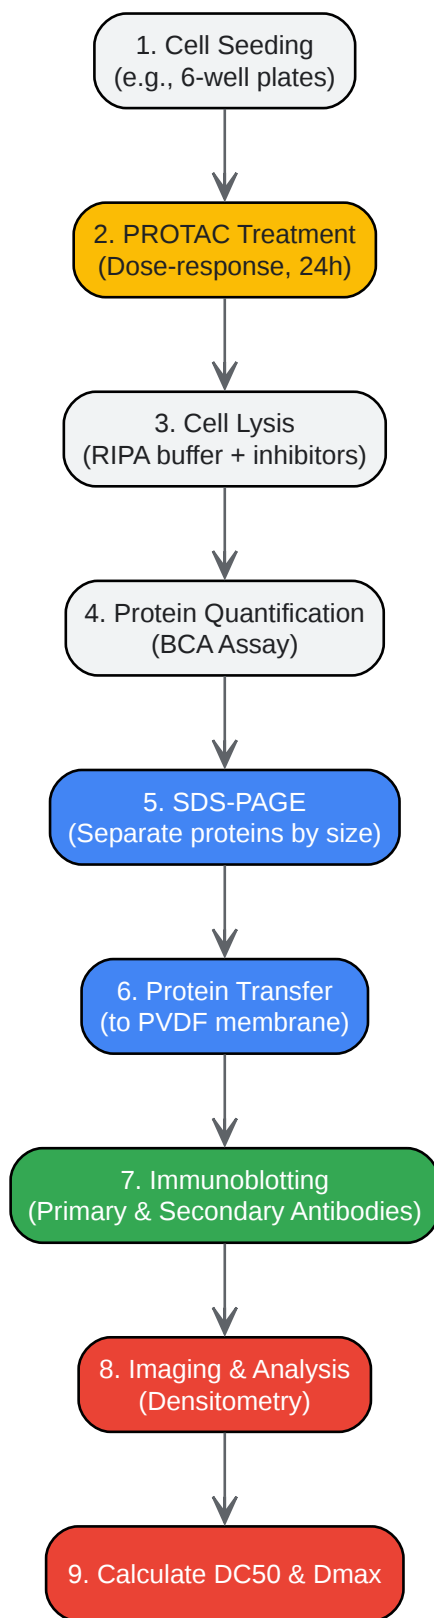 1. Cell Seeding
(e.g., 6-well plates)
2. PROTAC Treatment
(Dose-response, 24h)
3. Cell Lysis
(RIPA buffer + inhibitors)
4. Protein Quantification
(BCA Assay)
5. SDS-PAGE
(Separate proteins by size)
6. Protein Transfer
(to PVDF membrane)
7. Immunoblotting
(Primary & Secondary Antibodies)
8. Imaging & Analysis
(Densitometry)
9. Calculate DC50 & Dmax